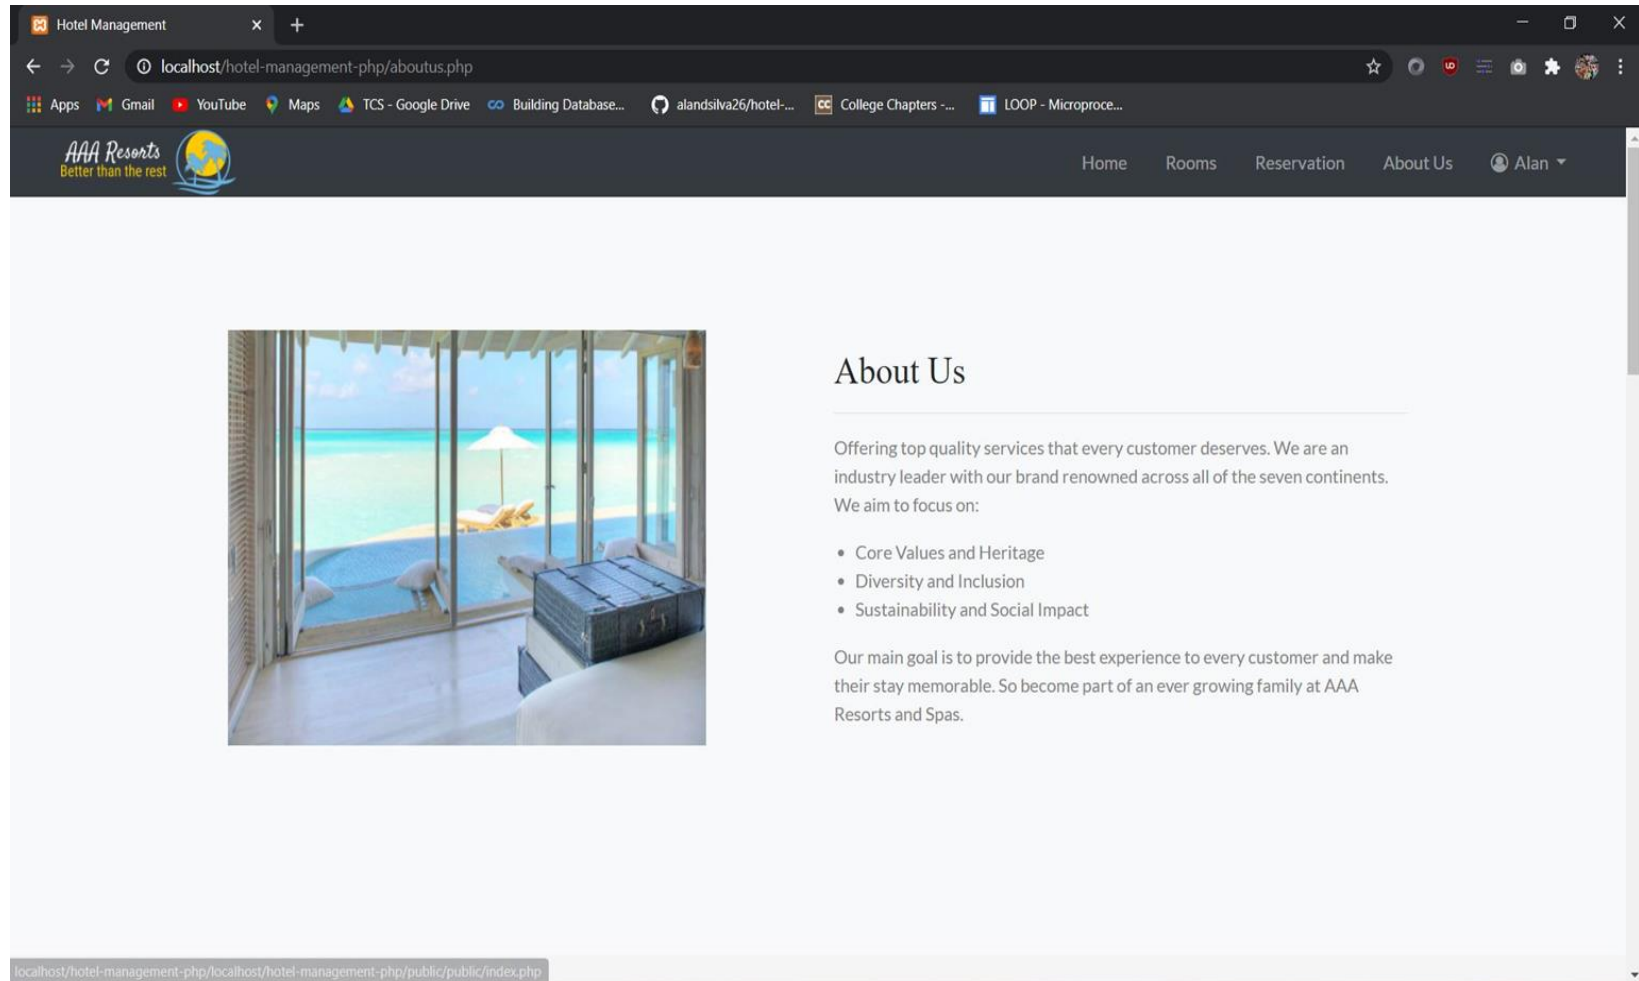 Hotel Management
localhost/hotel-management-php/aboutus.php
Apps Gmail YouTube Maps TCS - Google Drive Building Database... alandsilva26/hotel-... CC College Chapters -... LOOP - Microproce...
AAA Resorts
Better than the rest
Home Rooms Reservation About Us Alan
About Us
Offering top quality services that every customer deserves. We are an
industry leader with our brand renowned across all of the seven continents.
We aim to focus on:
• Core Values and Heritage
• Diversity and Inclusion
• Sustainability and Social Impact
Our main goal is to provide the best experience to every customer and make
their stay memorable. So become part of an ever growing family at AAA
Resorts and Spas.
localhost/hotel-management-php/localhost/hotel-management-php/public/public/index.php